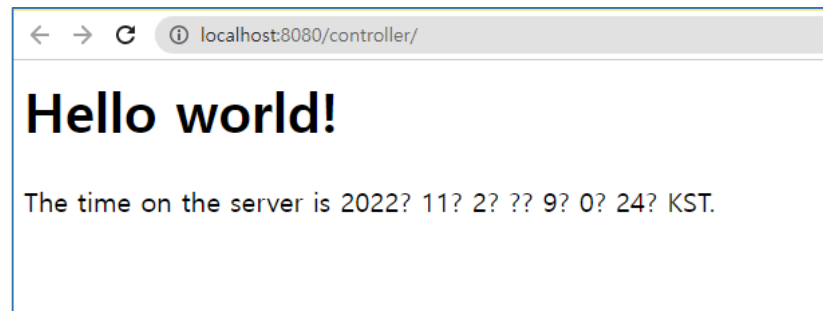 localhost:8080/controller/
Hello world!
The time on the server is 2022? 11? 2? ?? 9? 0? 24? KST.